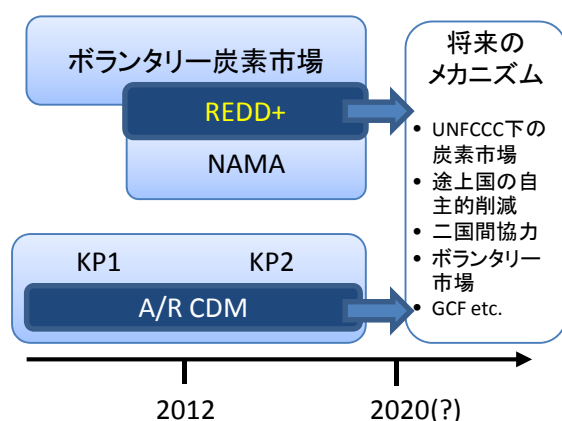 ボランタリー炭素市場
REDD+
NAMA
KP1 KP2
A/R CDM
将来の
メカニズム
• UNFCCC下の
炭素市場
• 途上国の自
主的削減
• 二国間協力
• ボランタリー
市場
• GCF etc.
2012 2020(?)